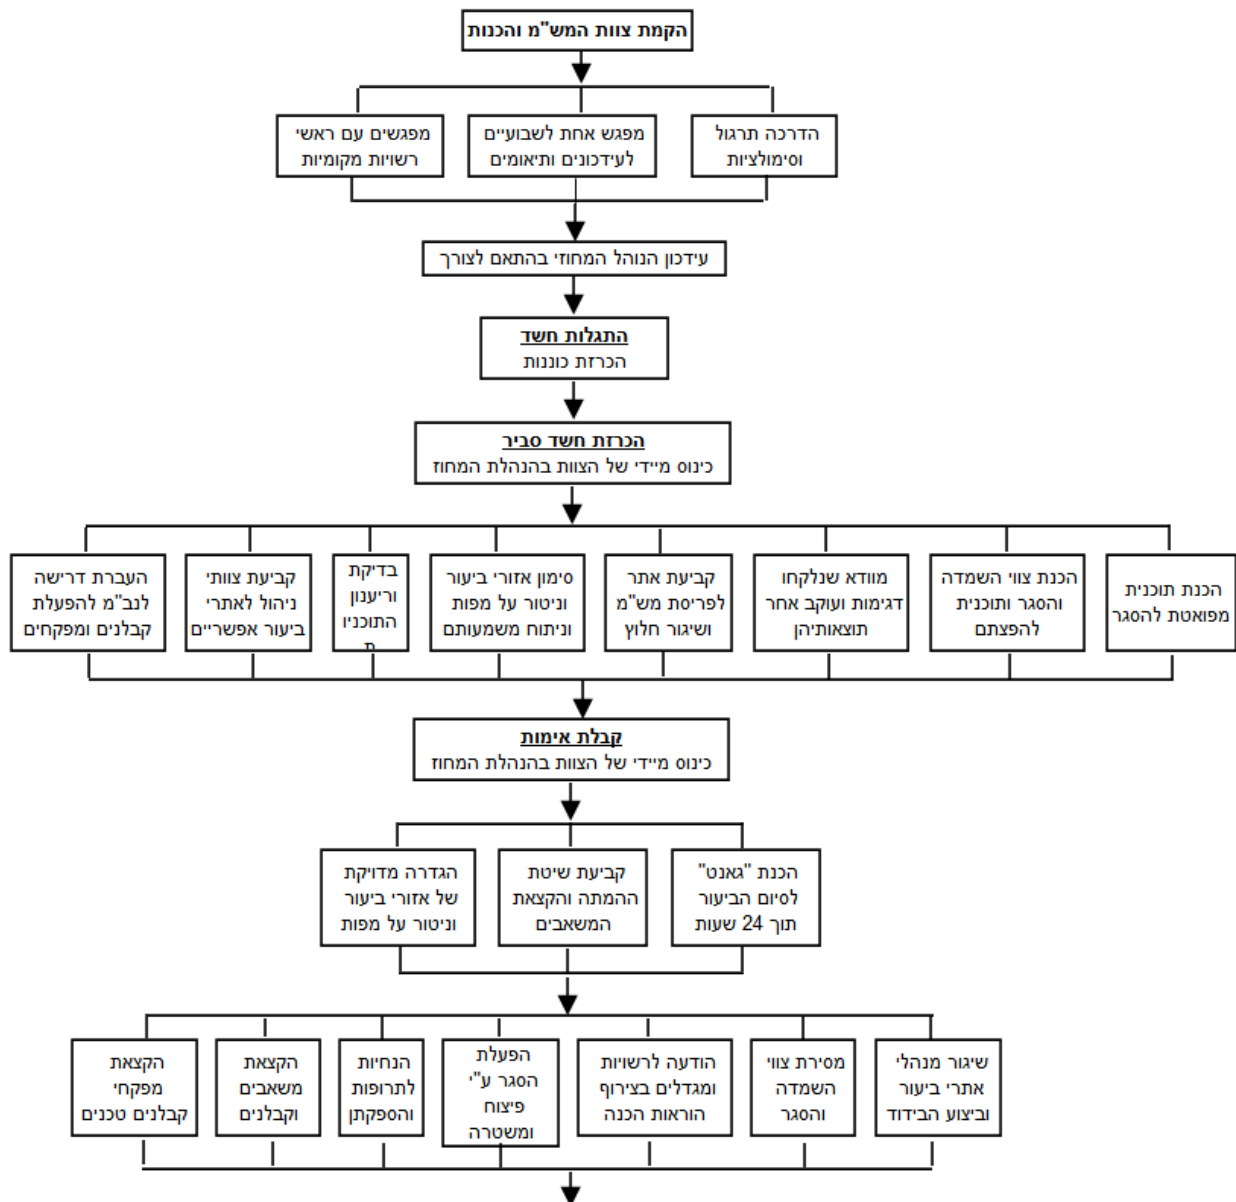 הקמת צוות המש"מ והכנות
הדרכה תרגול
וסימולציות
מפגש אחת לשבועיים
לעידכונים ותיאומים
מפגשים עם ראשי
רשויות מקומיות
עידכון הנוהל המחוזי בהתאם לצורך
התגלות חשד
הכרזת כוננות
הכרזת חשד סביר
כינוס מיידי של הצוות בהנהלת המחוז
הכנת תוכנית
מפואטת להסגר
הכנת צווי השמדה
והסגר ותוכנית
להפצתם
מוודא שנלקחו
דגימות ועוקב אחר
תוצאותיהן
קביעת אתר
לפריסת מש"מ
ושיגור חלוץ
סימון אזורי ביעור
וניטור על מפות
וניתוח משמעותם
בדיקת
וריענון
התוכניו
ת
קביעת צוותי
ניהול לאתרי
ביעור אפשריים
העברת דרישה
לנב"מ להפעלת
קבלנים ומפקחים
קבלת אימות
כינוס מיידי של הצוות בהנהלת המחוז
הכנת "גאנט"
לסיום הביעור
תוך 24 שעות
קביעת שיטת
ההמתה והקצאת
המשאבים
הגדרה מדויקת
של אזורי ביעור
וניטור על מפות
שיגור מנהלי
אתרי ביעור
וביצוע הבידוד
מסירת צווי
השמדה
והסגר
הודעה לרשויות
ומגדלים בצירוף
הוראות הכנה
הפעלת
הסגר ע"י
פיצוח
ומשטרה
הנחיות
לתרופות
והספקתן
הקצאת
משאבים
וקבלנים
הקצאת
מפקחי
קבלנים טכנים